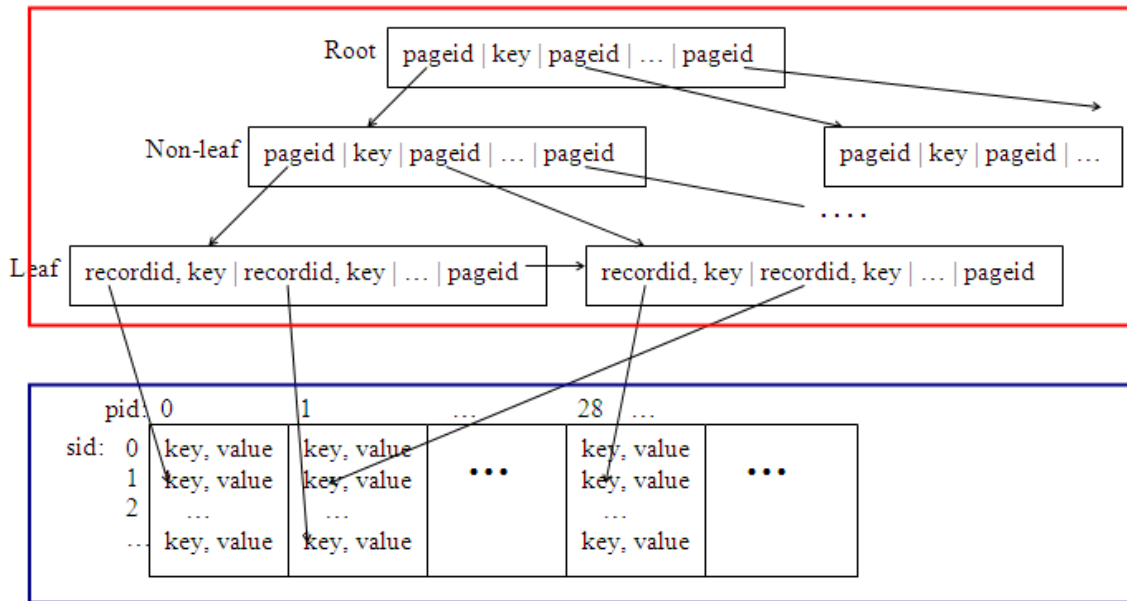 Root pageid | key | pageid | … | pageid
Non-leaf pageid | key | pageid | … | pageid pageid | key | pageid | …
....
Leaf recordid, key | recordid, key | … | pageid recordid, key | recordid, key | … | pageid
pid: 0 1 … 28 …
sid: 0 key, value key, value key, value
1 key, value key, value ••• key, value •••
2 … … …
… key, value key, value key, value